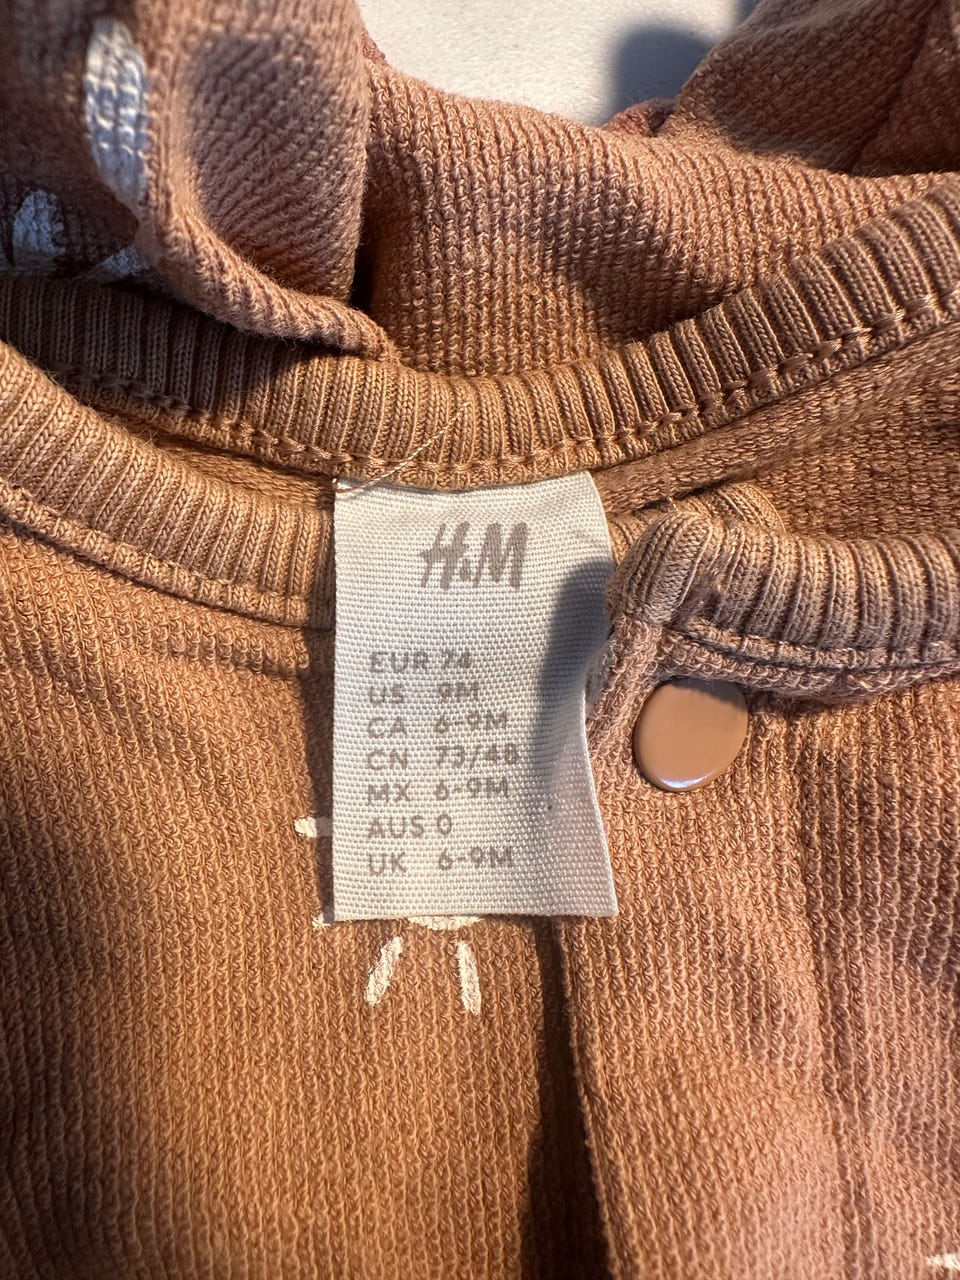 H&M
EUR 74
US 9M
CA 6-9M
CN 73/48
MX 6-9M
AUS 0
UK 6-9M